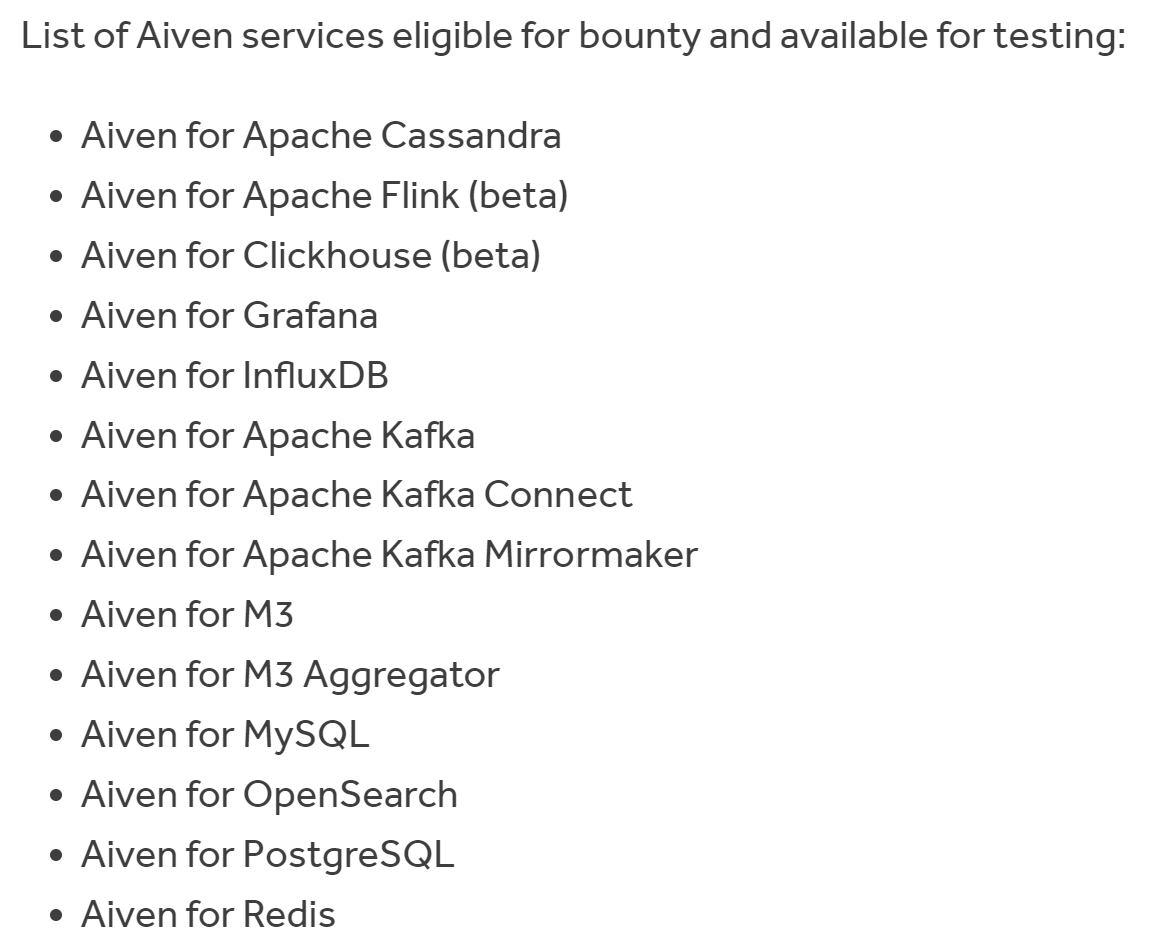 List of Aiven services eligible for bounty and available for testing:
• Aiven for Apache Cassandra
• Aiven for Apache Flink (beta)
• Aiven for Clickhouse (beta)
• Aiven for Grafana
• Aiven for InfluxDB
• Aiven for Apache Kafka
• Aiven for Apache Kafka Connect
• Aiven for Apache Kafka Mirrormaker
• Aiven for M3
• Aiven for M3 Aggregator
• Aiven for MySQL
• Aiven for OpenSearch
• Aiven for PostgreSQL
• Aiven for Redis